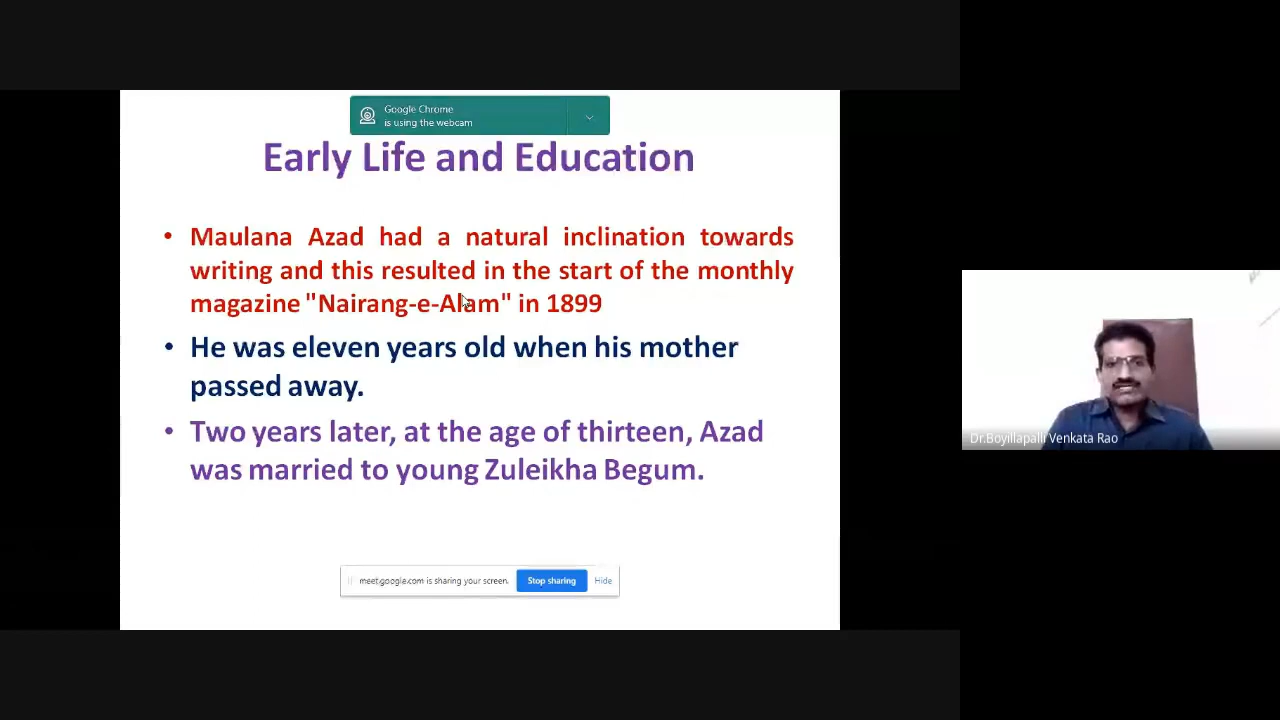 Google Chrome
is using the webcam
Early Life and Education
• Maulana Azad had a natural inclination towards
writing and this resulted in the start of the monthly
magazine "Nairang-e-Alam" in 1899
• He was eleven years old when his mother
passed away.
• Two years later, at the age of thirteen, Azad
was married to young Zuleikha Begum.
meet.google.com is sharing your screen.
Stop sharing
Hide
Dr.Boyillapalli Venkata Rao